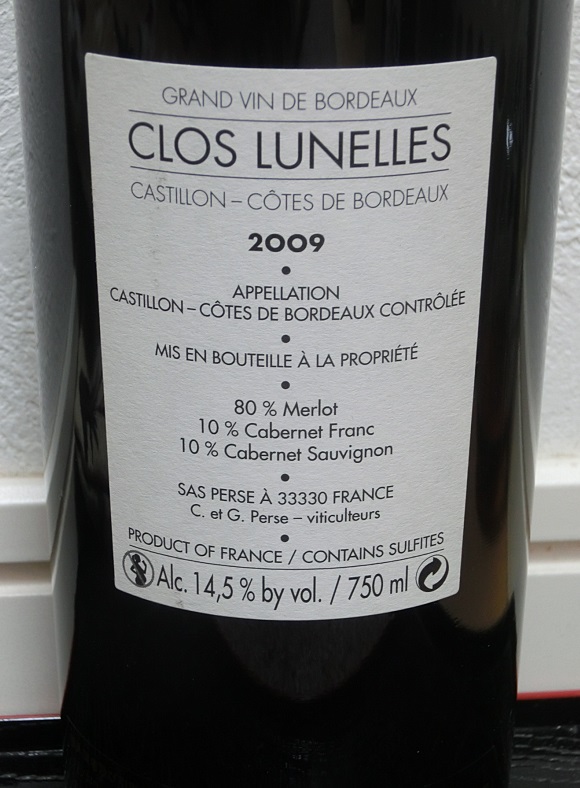 GRAND VIN DE BORDEAUX
CLOS LUNELLES
CASTILLON – CÔTES DE BORDEAUX
2009
APPELLATION
CASTILLON – CÔTES DE BORDEAUX CONTRÔLÉE
MIS EN BOUTEILLE À LA PROPRIÉTÉ
80 % Merlot
10 % Cabernet Franc
10 % Cabernet Sauvignon
SAS PERSE À 33330 FRANCE
C. et G. Perse – viticulteurs
PRODUCT OF FRANCE / CONTAINS SULFITES
Alc. 14,5 % by vol. / 750 ml